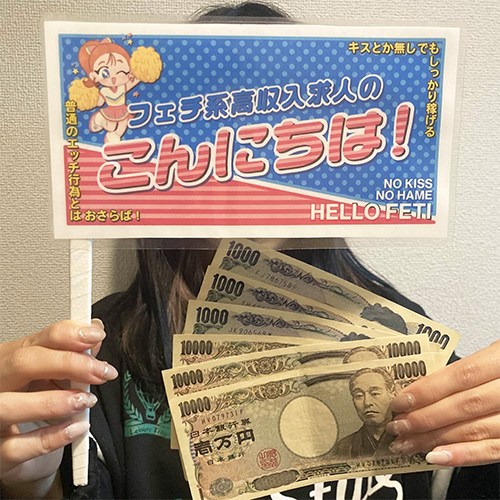 キスとか無しでも
しっかり稼げる
フェチ系高収入求人の
こんにちは!
普通のエッチ行為とは
おさらば!
NO KISS
NO HAME
HELLO FETI
1000
1000
1000
1000
10000
10000
10000
10000
10000
日本銀行券
壱万円